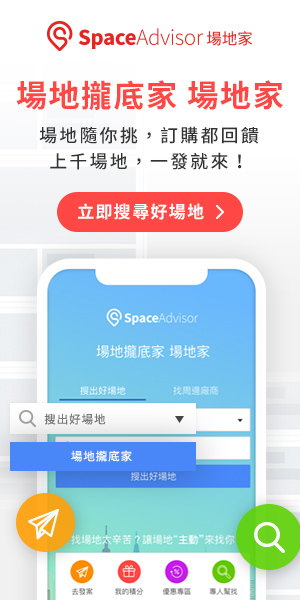 SpaceAdvisor 場地家
場地攏底家 場地家
場地隨你挑，訂購都回饋
上千場地，一發就來！
立即搜尋好場地
SpaceAdvisor
場地攏底家 場地家
搜出好場地 找周邊廠商
搜出好場地
場地攏底家
搜出好場地
找場地太辛苦？讓場地"主動"來找你
去發案 我的積分 優惠專區 專人幫找